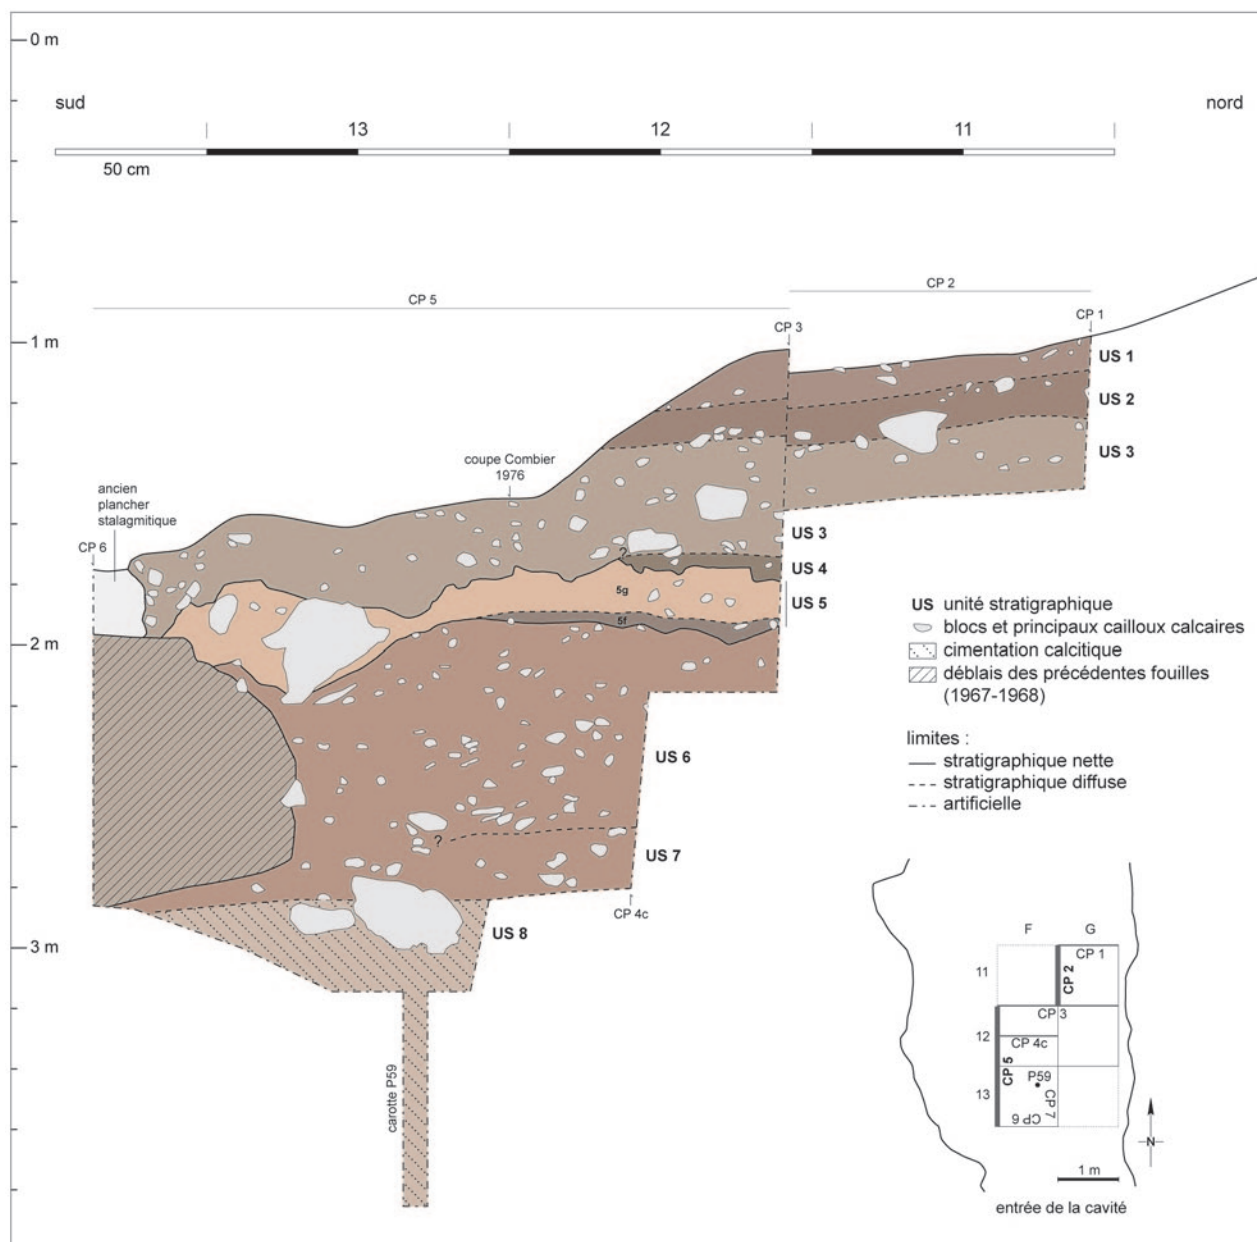 0 m
sud
nord
13
12
11
50 cm
CP 5
CP 2
CP 3
CP 1
1 m
US 1
US 2
US 3
coupe Combier
1976
ancien
plancher
stalagmitique
CP 6
US 3
?
US 4
5g
US 5
5f
2 m
US 6
?
US 7
CP 4c
US 8
3 m
carotte P59
US unité stratigraphique
blocs et principaux cailloux calcaires
cimentation calcitique
déblais des précédentes fouilles
(1967-1968)
limites :
stratigraphique nette
stratigraphique diffuse
artificielle
F
G
11
CP 1
CP 2
CP 3
12
CP 4c
CP 5
P59
13
CP 7
CP 6
N
1 m
entrée de la cavité